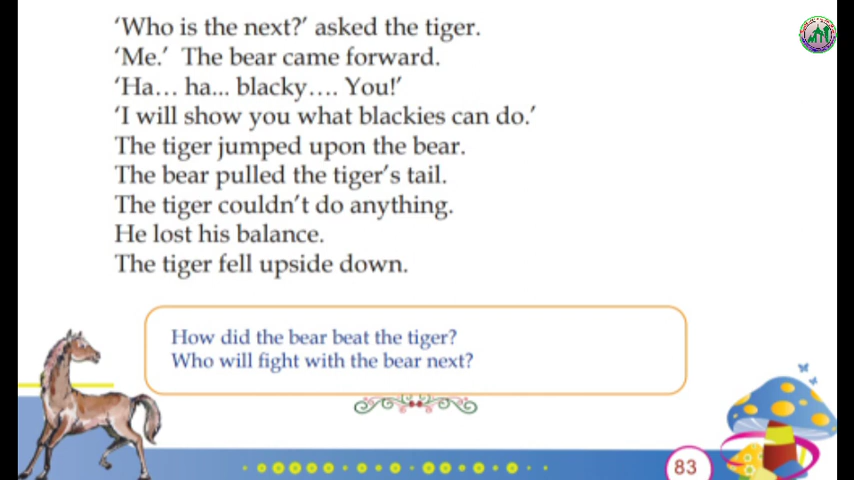 ‘Who is the next?’ asked the tiger.
‘Me.’ The bear came forward.
‘Ha… ha... blacky…. You!’
‘I will show you what blackies can do.’
The tiger jumped upon the bear.
The bear pulled the tiger’s tail.
The tiger couldn’t do anything.
He lost his balance.
The tiger fell upside down.
How did the bear beat the tiger?
Who will fight with the bear next?
83